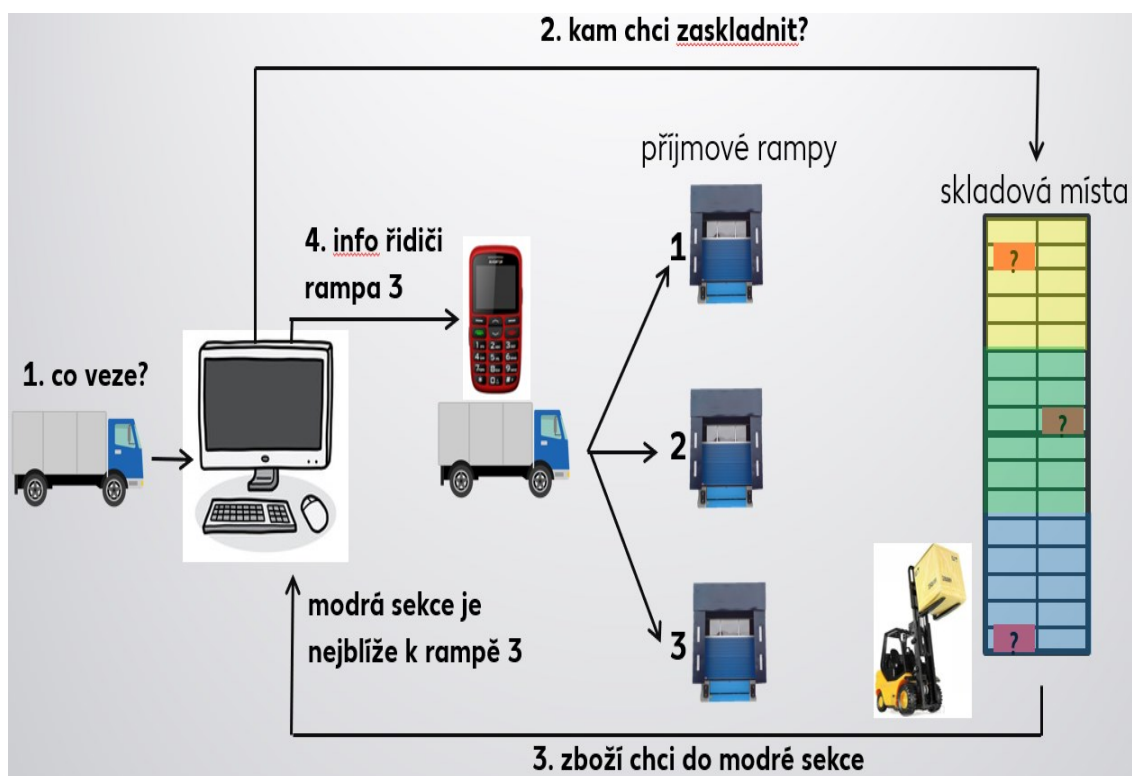 2. kam chci zaskladnit?
příjmové rampy
skladová místa
4. info řidiči
rampa 3
1. co veze?
1
2
3
?
?
?
modrá sekce je
nejblíže k rampě 3
3. zboží chci do modré sekce